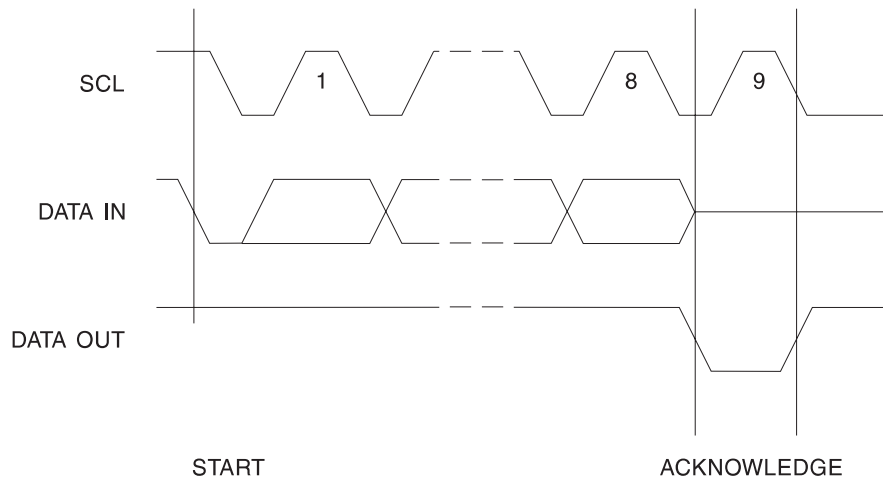 SCL
1
8
9
DATA IN
DATA OUT
START
ACKNOWLEDGE